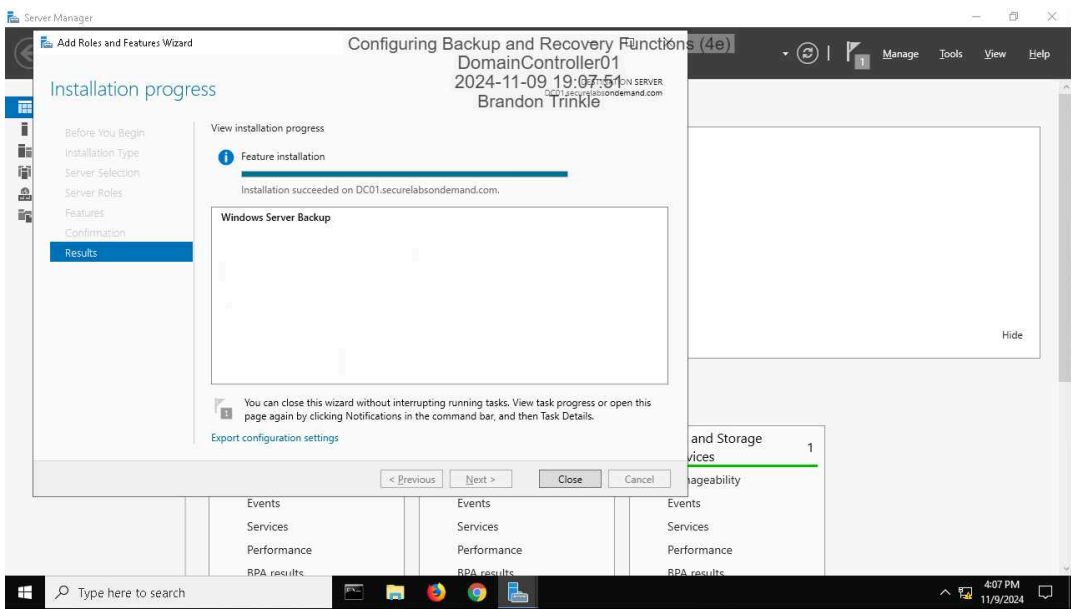 Server Manager
Add Roles and Features Wizard
Configuring Backup and Recovery Functions (4e)
DomainController01
2024-11-09 19:07:51
Brandon Trinkle
Manage Tools View Help
1
Installation progress
SERVER
DC01.securelabsondemand.com
Before You Begin
Installation Type
Server Selection
Server Roles
Features
Confirmation
Results
View installation progress
Feature installation
Installation succeeded on DC01.securelabsondemand.com.
Windows Server Backup
Hide
1
You can close this wizard without interrupting running tasks. View task progress or open this
page again by clicking Notifications in the command bar, and then Task Details.
Export configuration settings
< Previous Next > Close Cancel
and Storage
1
Events Events Events
Services Services Services
Performance Performance Performance
BPA results BPA results BPA results
Type here to search
4:07 PM
11/9/2024